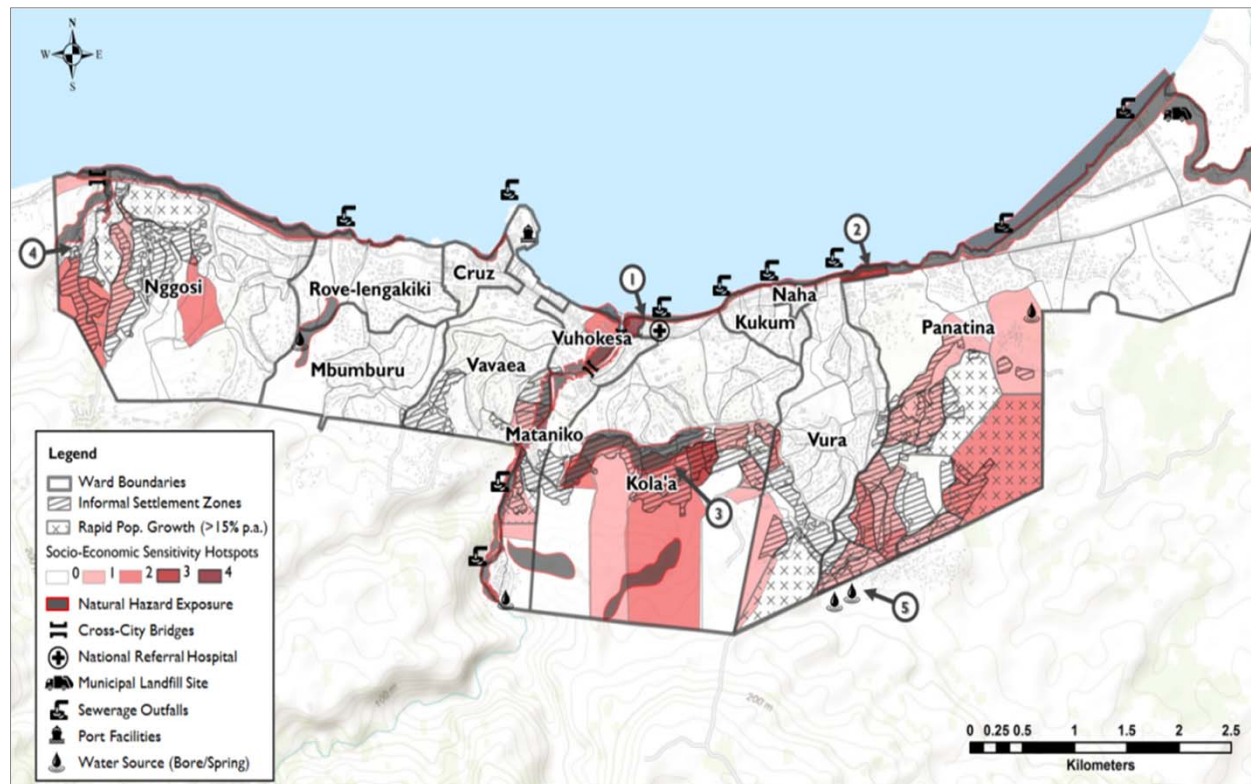 N
W E
S
1
2
4
Nggosi
Rove-lengakiki
Cruz
Vuhokesa
Naha
Kukum
Panatina
Mbumburu
Vavaea
Mataniko
Vura
Kola'a
3
5
100 m
200 m
Legend
Ward Boundaries
Informal Settlement Zones
Rapid Pop. Growth (>15% p.a.)
Socio-Economic Sensitivity Hotspots
0 1 2 3 4
Natural Hazard Exposure
Cross-City Bridges
National Referral Hospital
Municipal Landfill Site
Sewerage Outfalls
Port Facilities
Water Source (Bore/Spring)
0 0.25 0.5 1 1.5 2 2.5
Kilometers